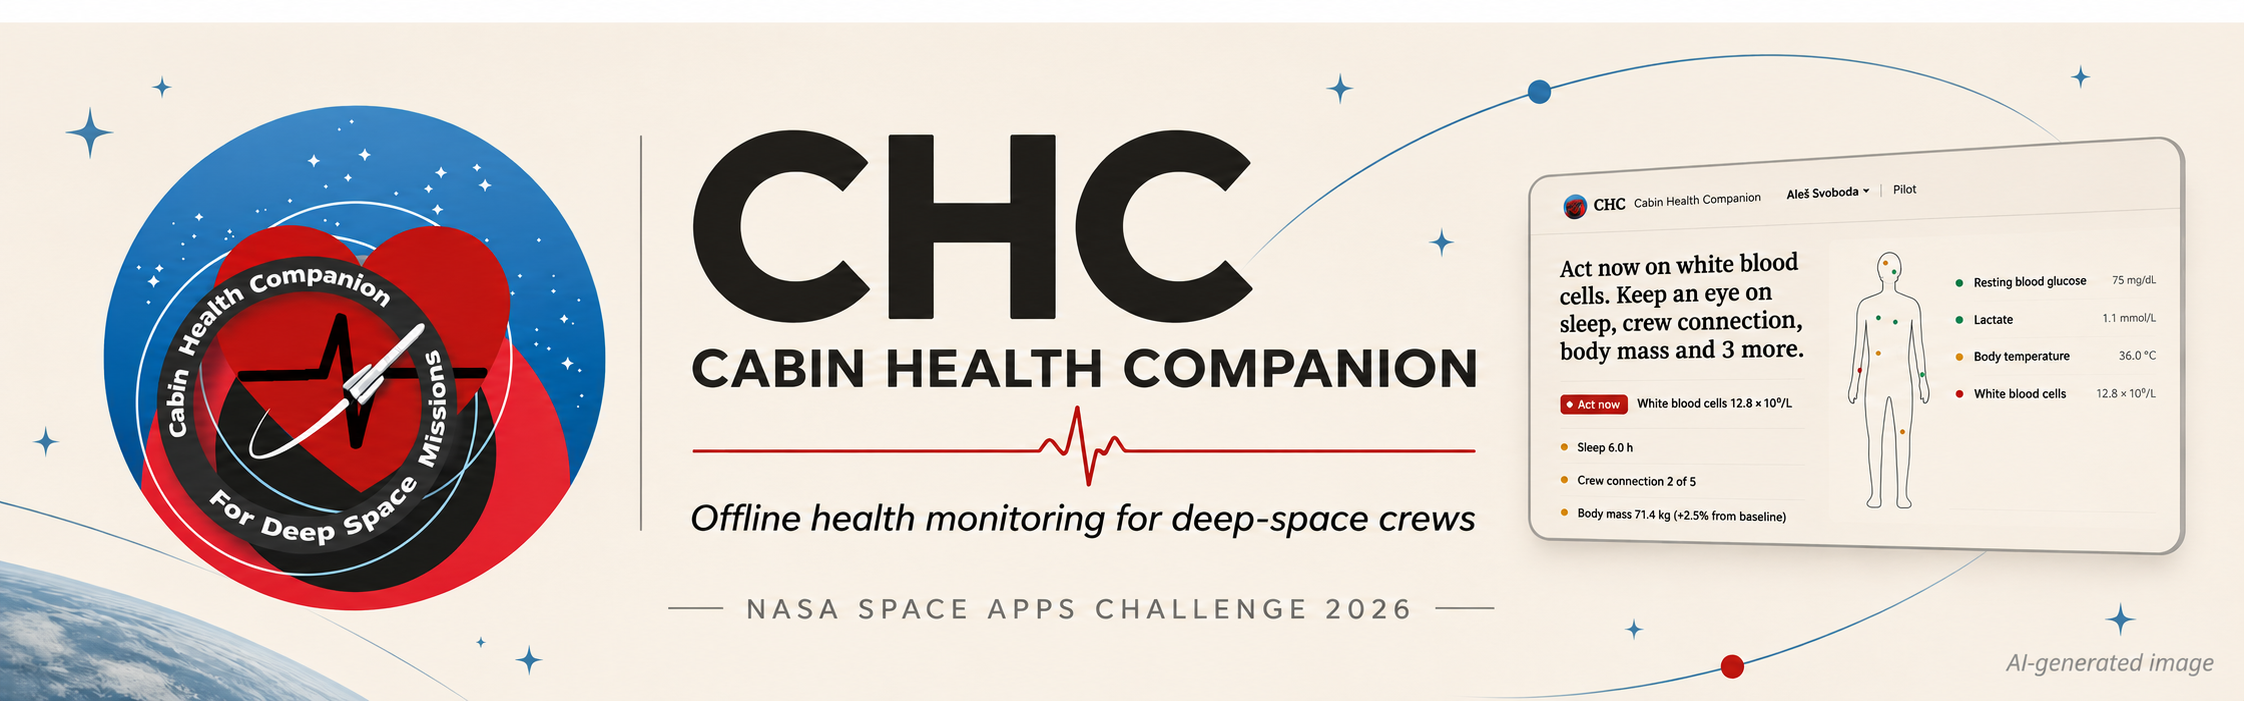 Cabin Health Companion
For Deep Space Missions
CHC
CABIN HEALTH COMPANION
Offline health monitoring for deep-space crews
NASA SPACE APPS CHALLENGE 2026
CHC Cabin Health Companion Aleš Svoboda Pilot
Act now on white blood
cells. Keep an eye on
sleep, crew connection,
body mass and 3 more.
Act now White blood cells 12.8 × 10⁹/L
Sleep 6.0 h
Crew connection 2 of 5
Body mass 71.4 kg (+2.5% from baseline)
Resting blood glucose 75 mg/dL
Lactate 1.1 mmol/L
Body temperature 36.0 °C
White blood cells 12.8 × 10⁹/L
AI-generated image